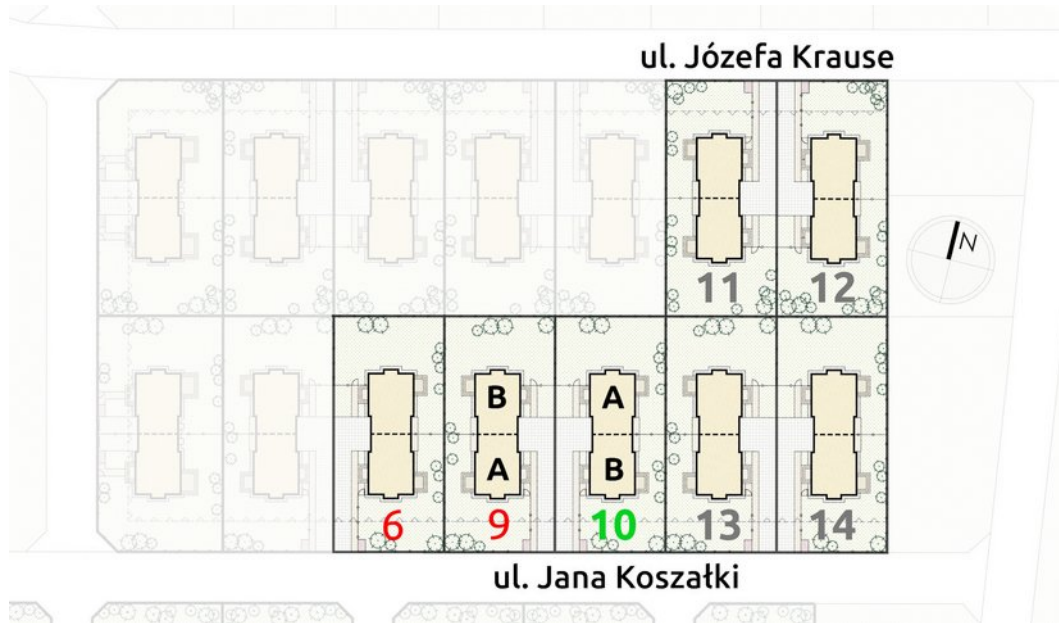 ul. Józefa Krause
11 12
N
B A
A B
6 9 10 13 14
ul. Jana Koszałki